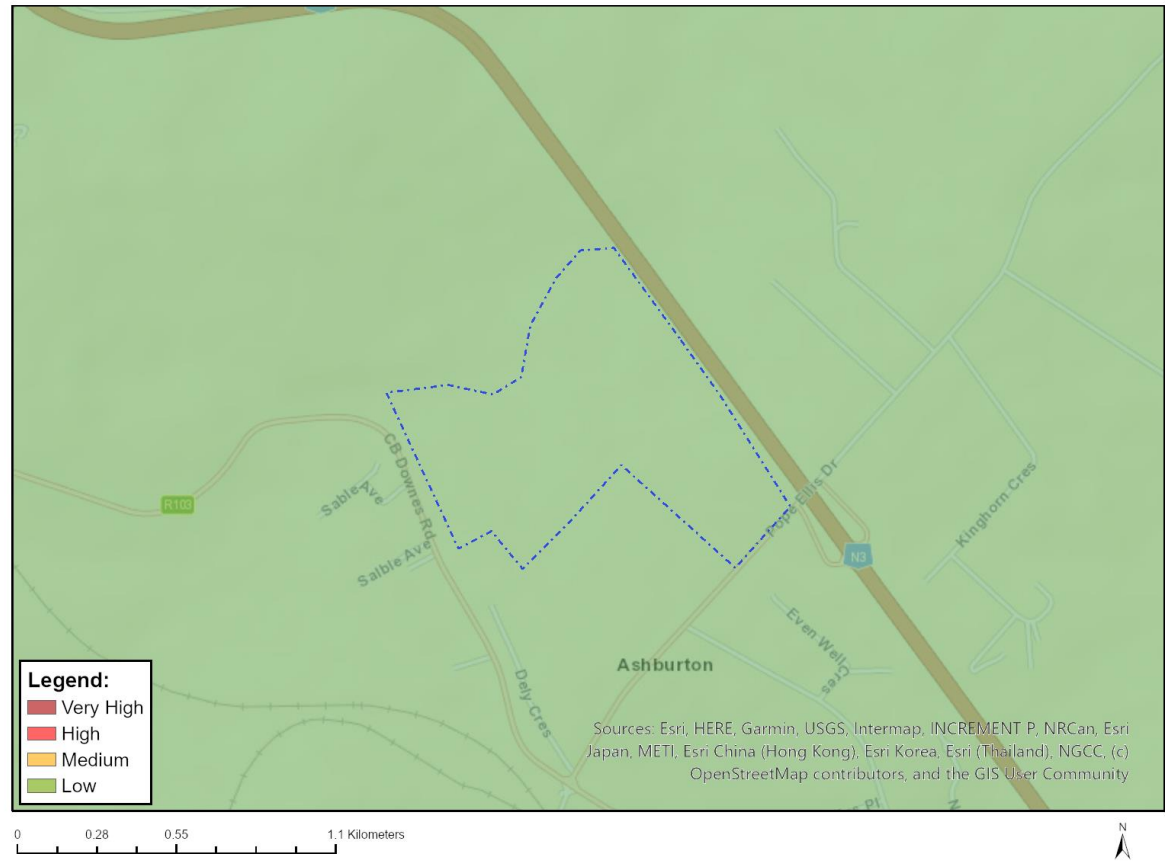 CB Downes Rd
Sable Ave
R103
Salble Ave
Pope Ellis Dr
Kinghorn Cres
N3
Even Well
Cres
Ashburton
Dely Cres
Legend:
Very High
High
Medium
Low
Sources: Esri, HERE, Garmin, USGS, Intermap, INCREMENT P, NRCan, Esri
Japan, METI, Esri China (Hong Kong), Esri Korea, Esri (Thailand), NGCC, (c)
OpenStreetMap contributors, and the GIS User Community
0 0.28 0.55 1.1 Kilometers
N